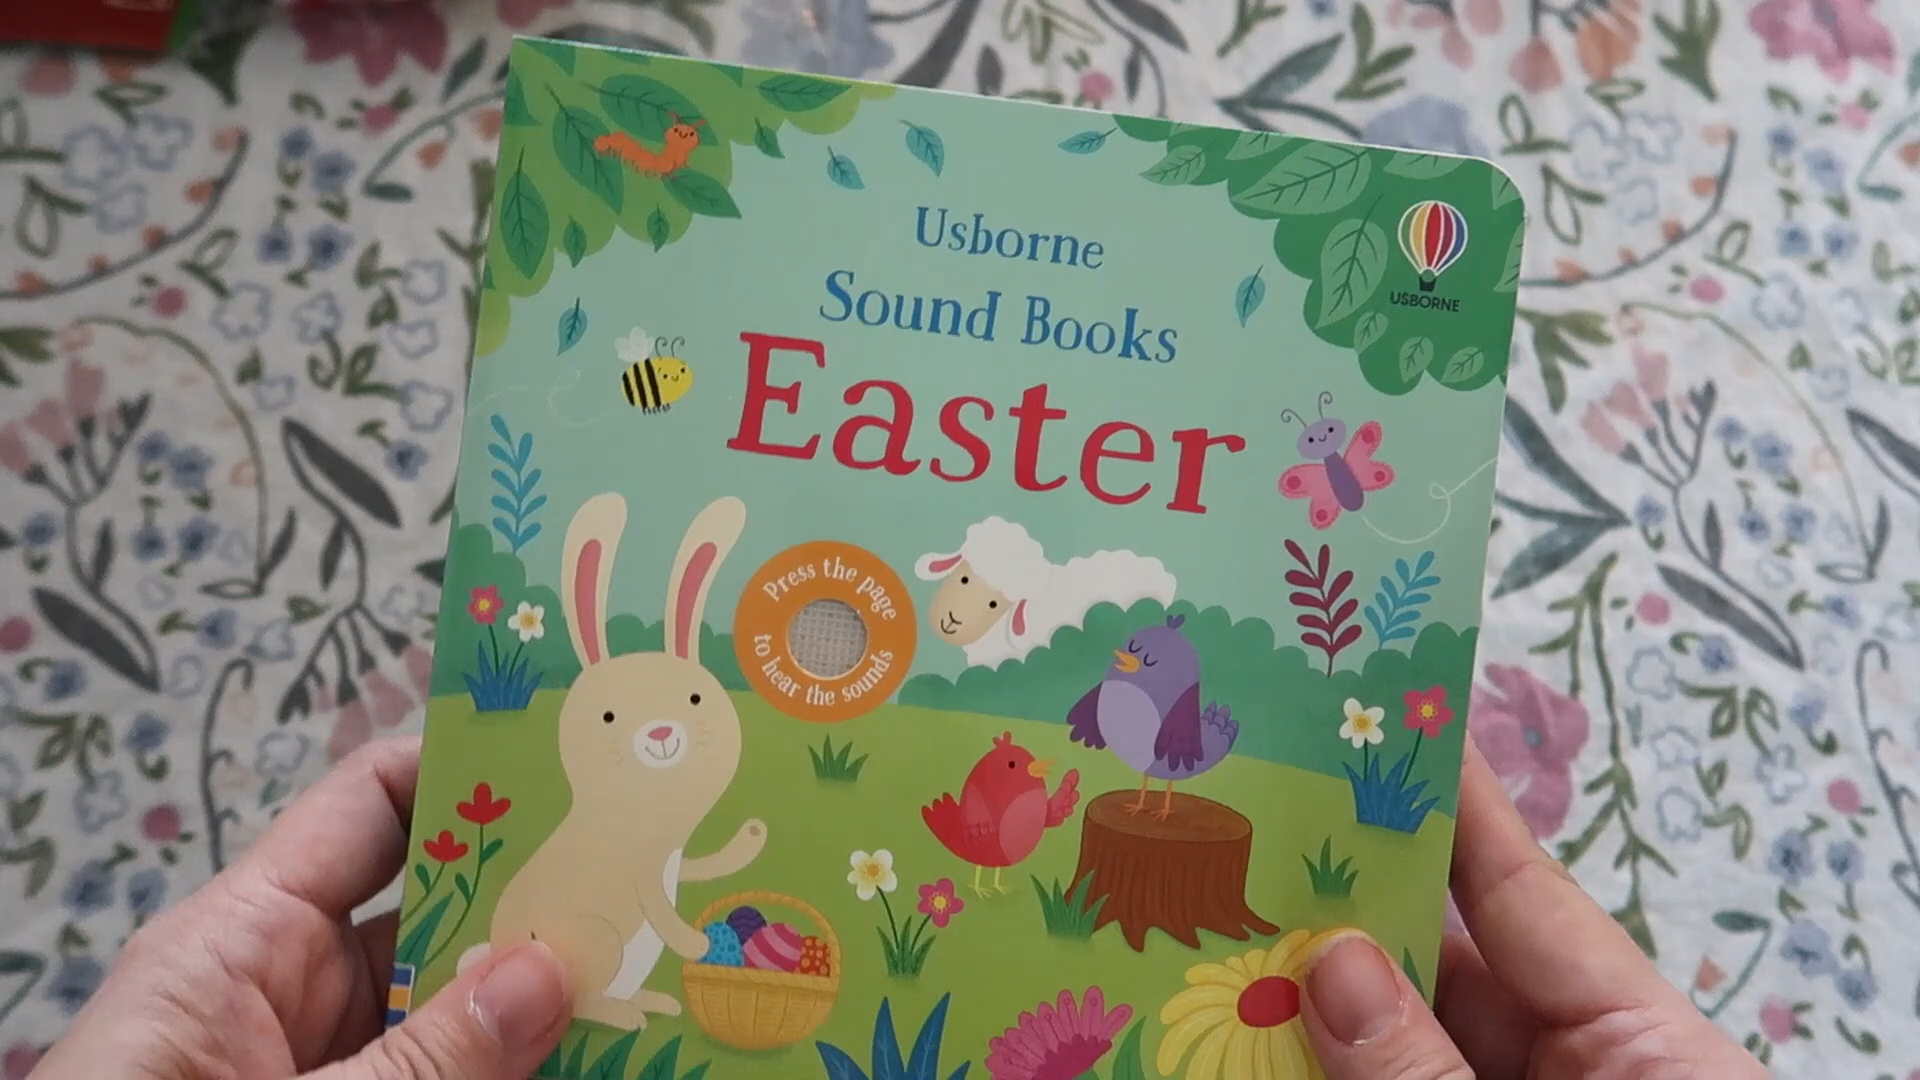 Usborne
Sound Books
Easter
USBORNE
Press the page
to hear the sounds